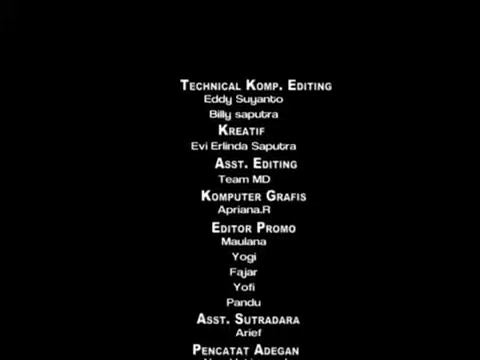 Technical Komp. Editing
Eddy Suyanto
Billy saputra
Kreatif
Evi Erlinda Saputra
Asst. Editing
Team MD
Komputer Grafis
Apriana.R
Editor Promo
Maulana
Yogi
Fajar
Yofi
Pandu
Asst. Sutradara
Arief
Pencatat Adegan